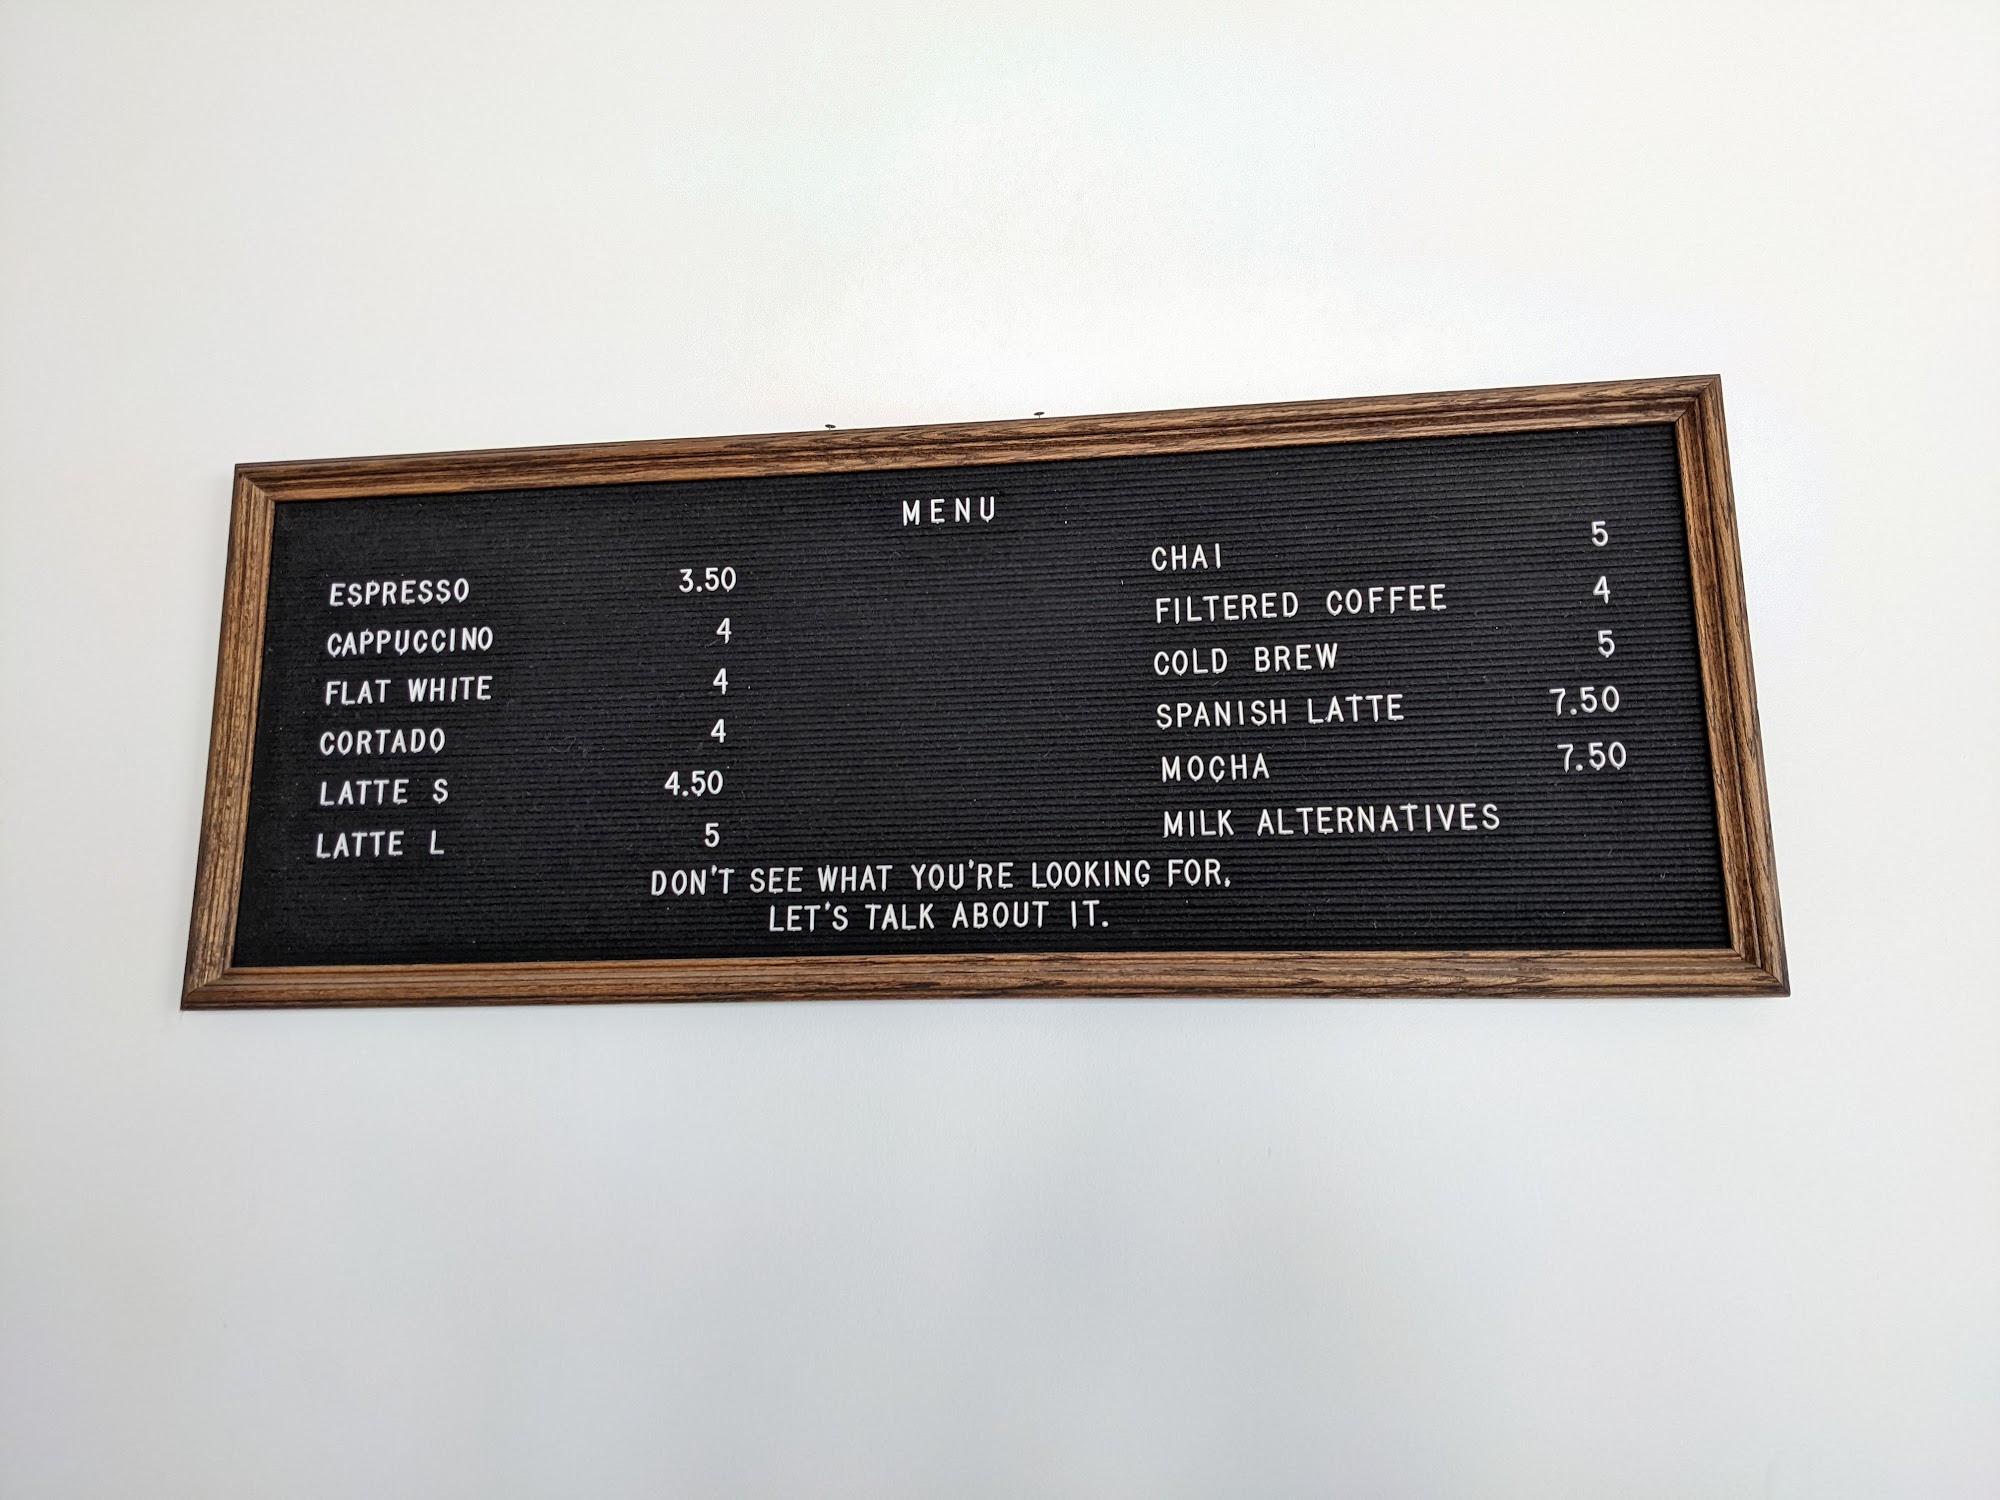 MENU
ESPRESSO 3.50
CAPPUCCINO 4
FLAT WHITE 4
CORTADO 4
LATTE S 4.50
LATTE L 5
CHAI 5
FILTERED COFFEE 4
COLD BREW 5
SPANISH LATTE 7.50
MOCHA 7.50
MILK ALTERNATIVES
DON'T SEE WHAT YOU'RE LOOKING FOR,
LET'S TALK ABOUT IT.